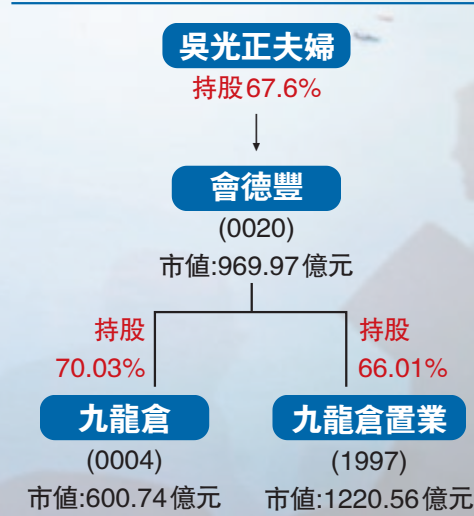 吳光正夫婦
持股67.6%
會德豐
(0020)
市值:969.97億元
持股
70.03%
持股
66.01%
九龍倉
(0004)
市值:600.74億元
九龍倉置業
(1997)
市值:1220.56億元